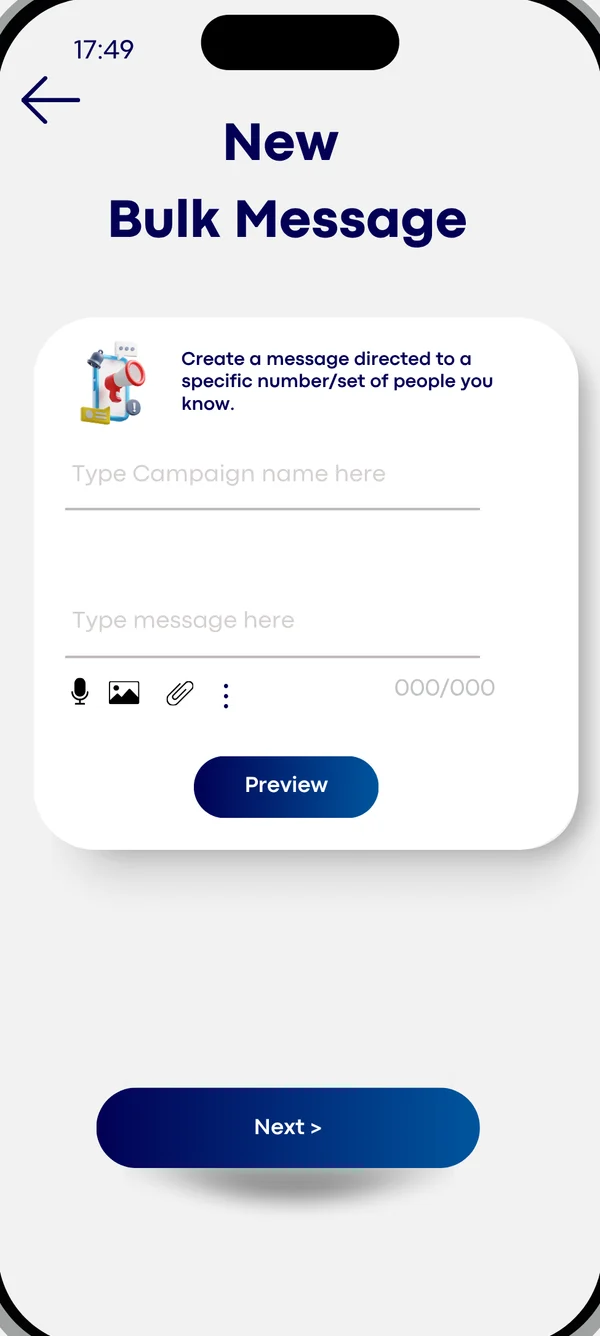 17:49
New
Bulk Message
Create a message directed to a
specific number/set of people you
know.
Type Campaign name here
Type message here
000/000
Preview
Next >